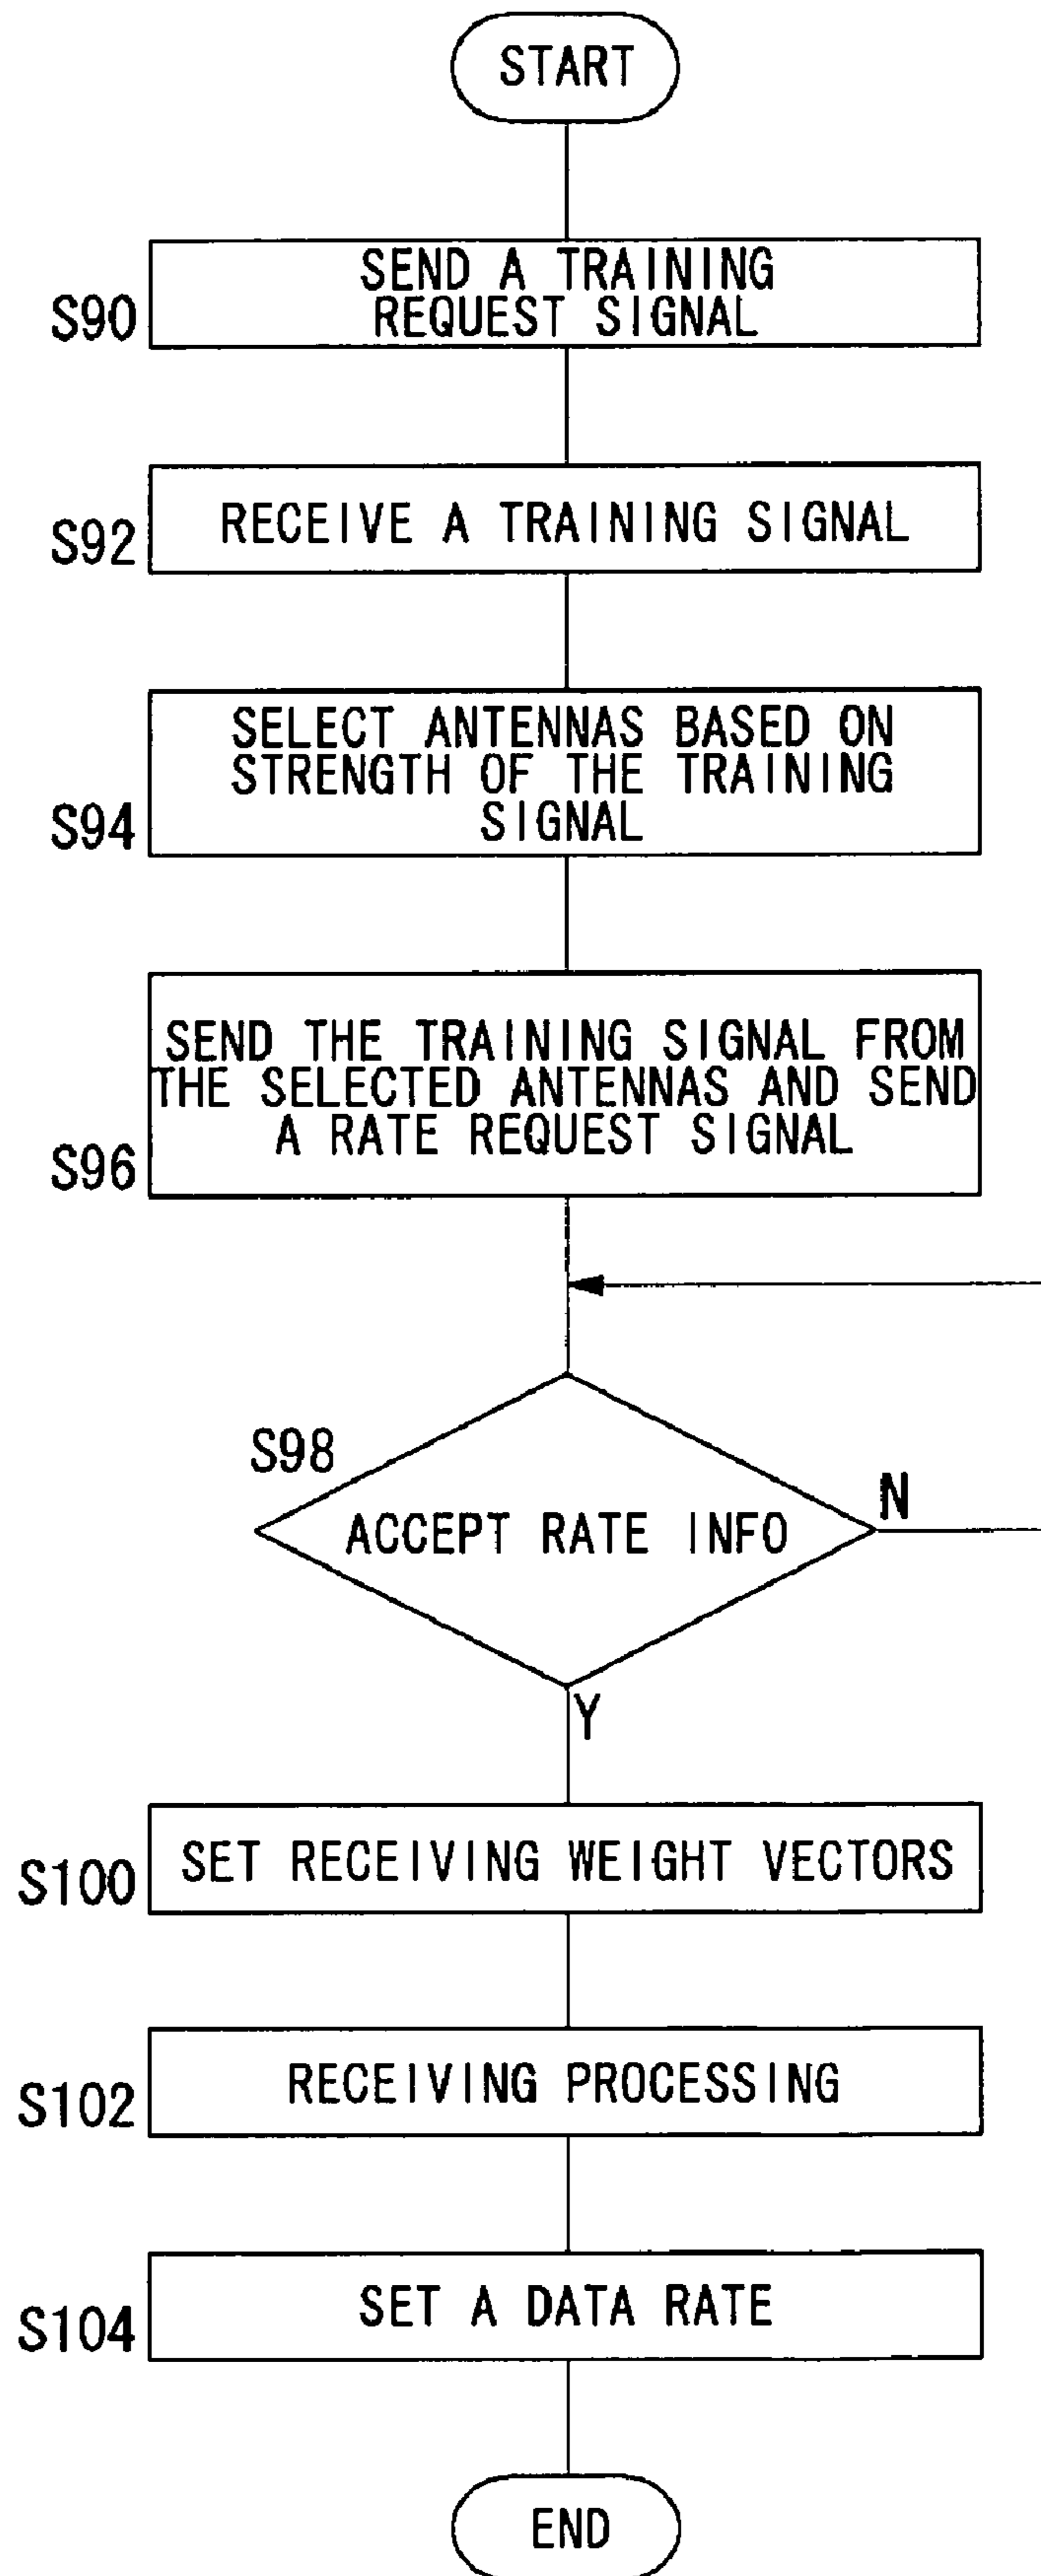 START
SEND A TRAINING
REQUEST SIGNAL
S90
RECEIVE A TRAINING SIGNAL
S92
SELECT ANTENNAS BASED ON
STRENGTH OF THE TRAINING
SIGNAL
S94
SEND THE TRAINING SIGNAL FROM
THE SELECTED ANTENNAS AND SEND
A RATE REQUEST SIGNAL
S96
S98
ACCEPT RATE INFO
N
Y
SET RECEIVING WEIGHT VECTORS
S100
RECEIVING PROCESSING
S102
SET A DATA RATE
S104
END